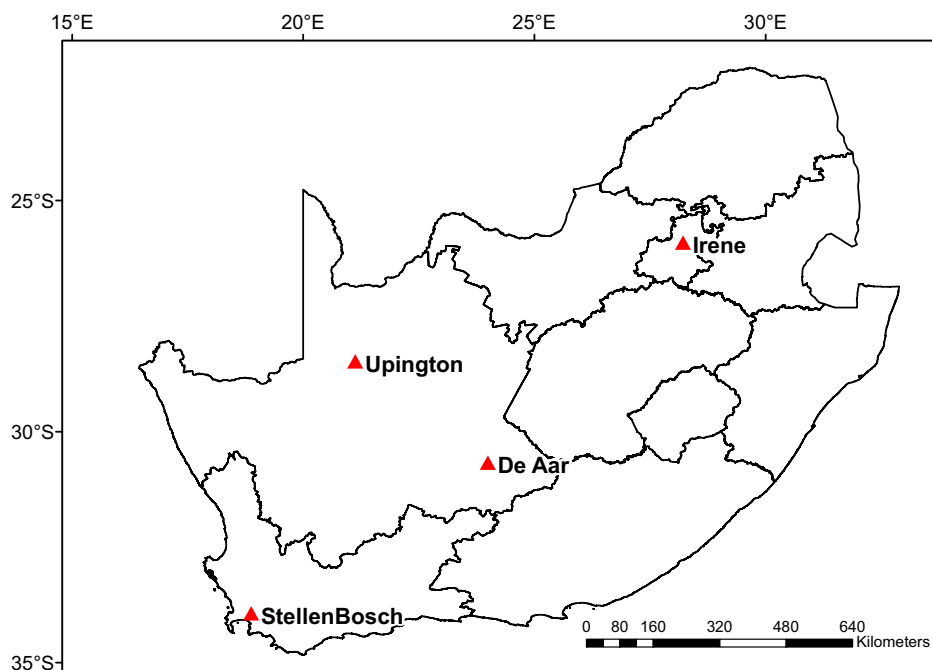 15°E 20°E 25°E 30°E
25°S
Irene
Upington
30°S
De Aar
StellenBosch
0 40 80 160 320 480 640
Kilometers
35°S